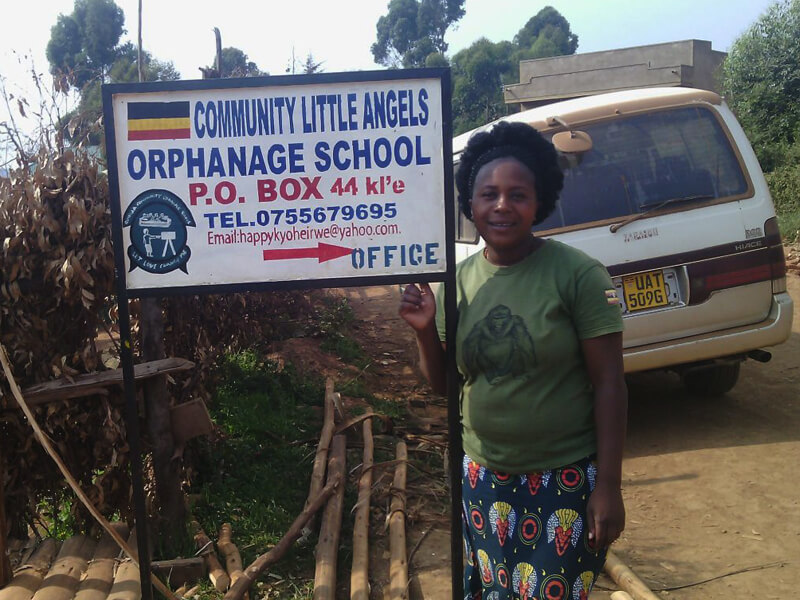 COMMUNITY LITTLE ANGELS
ORPHANAGE SCHOOL
P.O. BOX 44 kl'e
TEL.0755679695
Email:happykyoheirwe@yahoo.com.
OFFICE
HIACE
UAT
509G